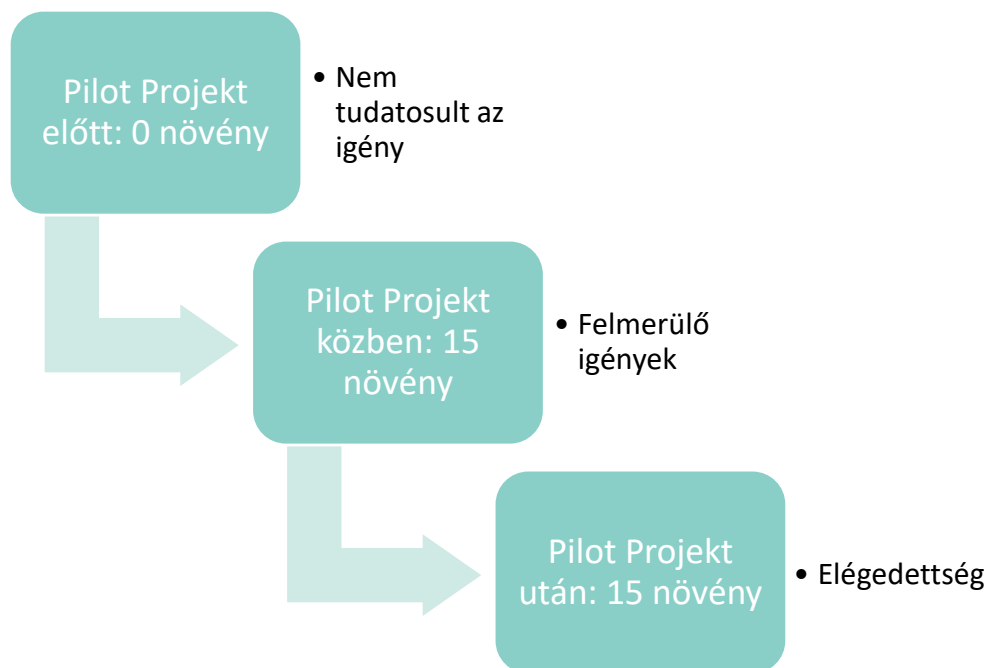 Pilot Projekt
előtt: 0 növény
• Nem
tudatosult az
igény
Pilot Projekt
közben: 15
növény
• Felmerülő
igények
Pilot Projekt
után: 15 növény
• Elégedettség